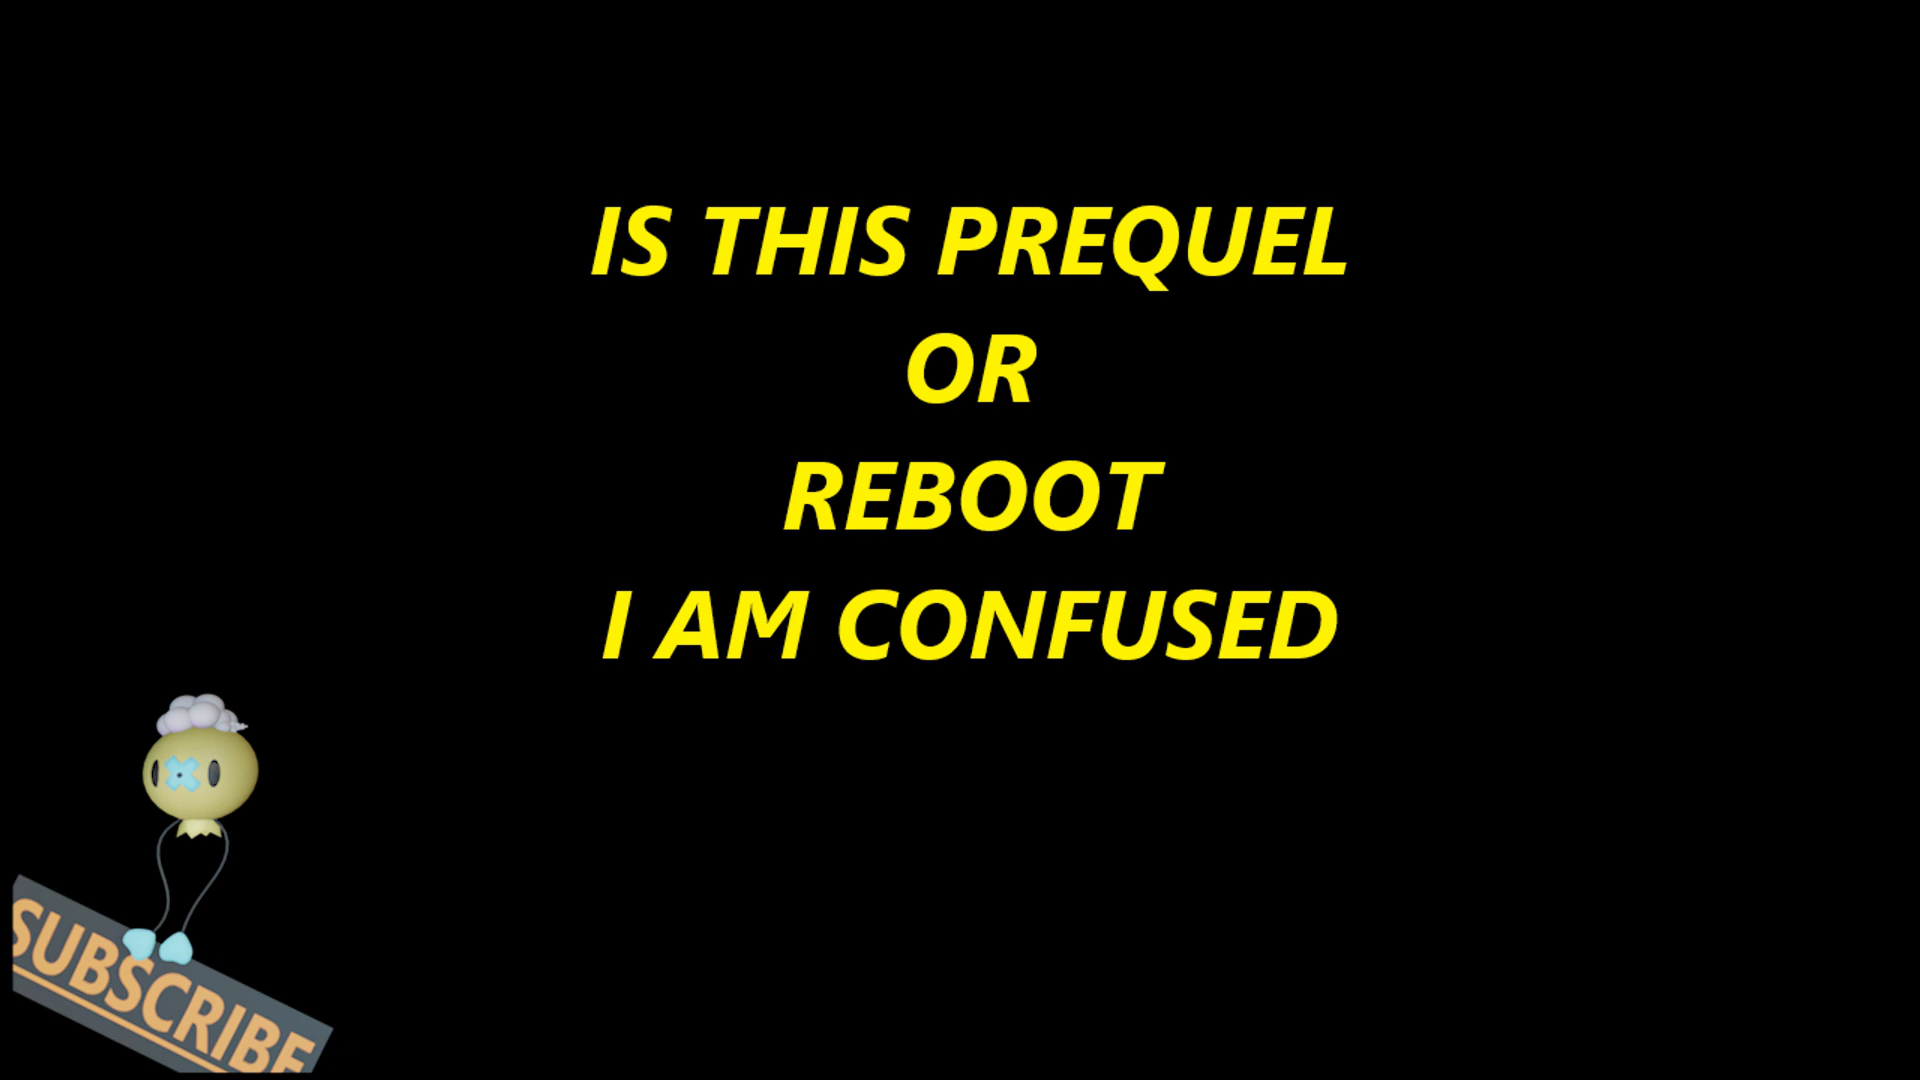 IS THIS PREQUEL
OR
REBOOT
I AM CONFUSED
SUBSCRIBE